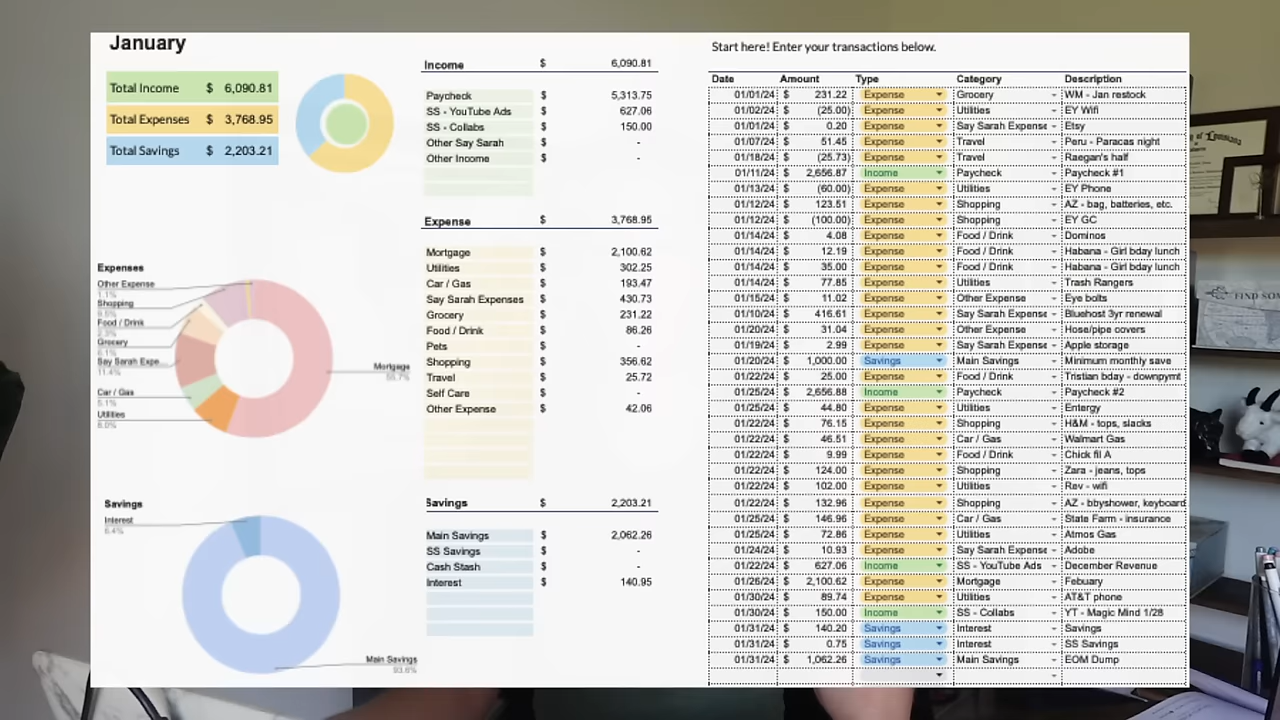 January
Total Income $ 6,090.81
Total Expenses $ 3,768.95
Total Savings $ 2,203.21
Income $ 6,090.81
Paycheck $ 5,313.75
SS - YouTube Ads $ 627.06
SS - Collabs $ 150.00
Other Say Sarah $ -
Other Income $ -
Expense $ 3,768.95
Mortgage $ 2,100.62
Utilities $ 302.25
Car / Gas $ 193.47
Say Sarah Expenses $ 430.73
Grocery $ 231.22
Food / Drink $ 86.26
Pets $ -
Shopping $ 356.62
Travel $ 25.72
Self Care $ -
Other Expense $ 42.06
Savings $ 2,203.21
Main Savings $ 2,062.26
SS Savings $ -
Cash Stash $ -
Interest $ 140.95
Expenses
Other Expense
1.1%
Shopping
9.5%
Food / Drink
2.3%
Grocery
6.1%
Say Sarah Expe...
11.4%
Car / Gas
5.1%
Utilities
8.0%
Mortgage
55.7%
Savings
Interest
6.4%
Main Savings
93.6%
Start here! Enter your transactions below.
Date Amount Type Category Description
01/01/24 $ 231.22 Expense Grocery WM - Jan restock
01/02/24 $ (25.00) Expense Utilities EY Wifi
01/01/24 $ 0.20 Expense Say Sarah Expense Etsy
01/07/24 $ 51.45 Expense Travel Peru - Paracas night
01/18/24 $ (25.73) Expense Travel Raegan's half
01/11/24 $ 2,656.87 Income Paycheck Paycheck #1
01/13/24 $ (60.00) Expense Utilities EY Phone
01/12/24 $ 123.51 Expense Shopping AZ - bag, batteries, etc.
01/12/24 $ (100.00) Expense Shopping EY GC
01/14/24 $ 4.08 Expense Food / Drink Dominos
01/14/24 $ 12.19 Expense Food / Drink Habana - Girl bday lunch
01/14/24 $ 35.00 Expense Food / Drink Habana - Girl bday lunch
01/14/24 $ 77.85 Expense Utilities Trash Rangers
01/15/24 $ 11.02 Expense Other Expense Eye bolts
01/10/24 $ 416.61 Expense Say Sarah Expense Bluehost 3yr renewal
01/20/24 $ 31.04 Expense Other Expense Hose/pipe covers
01/19/24 $ 2.99 Expense Say Sarah Expense Apple storage
01/20/24 $ 1,000.00 Savings Main Savings Minimum monthly save
01/22/24 $ 25.00 Expense Food / Drink Tristian bday - downpymt
01/25/24 $ 2,656.88 Income Paycheck Paycheck #2
01/25/24 $ 44.80 Expense Utilities Entergy
01/22/24 $ 76.15 Expense Shopping H&M - tops, slacks
01/22/24 $ 46.51 Expense Car / Gas Walmart Gas
01/22/24 $ 9.99 Expense Food / Drink Chick fil A
01/22/24 $ 124.00 Expense Shopping Zara - jeans, tops
01/22/24 $ 102.00 Expense Utilities Rev - wifi
01/22/24 $ 132.96 Expense Shopping AZ - bbyshower, keyboard
01/25/24 $ 146.96 Expense Car / Gas State Farm - insurance
01/25/24 $ 72.86 Expense Utilities Atmos Gas
01/24/24 $ 10.93 Expense Say Sarah Expense Adobe
01/22/24 $ 627.06 Income SS - YouTube Ads December Revenue
01/26/24 $ 2,100.62 Expense Mortgage Febuary
01/30/24 $ 89.74 Expense Utilities AT&T phone
01/30/24 $ 150.00 Income SS - Collabs YT - Magic Mind 1/28
01/31/24 $ 140.20 Savings Interest Savings
01/31/24 $ 0.75 Savings Interest SS Savings
01/31/24 $ 1,062.26 Savings Main Savings EOM Dump
FIND SOM